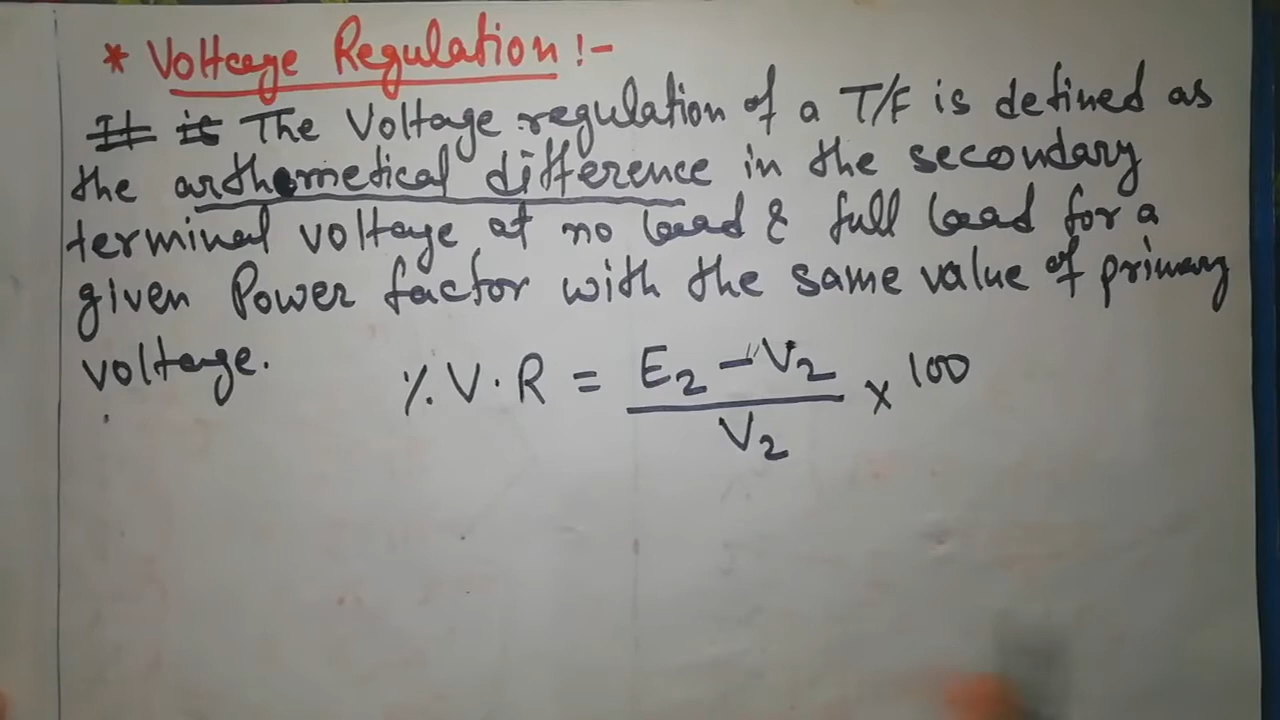 * Voltage Regulation :-
It is The Voltage regulation of a T/F is defined as
the arthemetical difference in the secondary
terminal voltage at no load & full load for a
given Power factor with the same value of primary
voltage.
% V.R = E₂ - V₂ / V₂ × 100